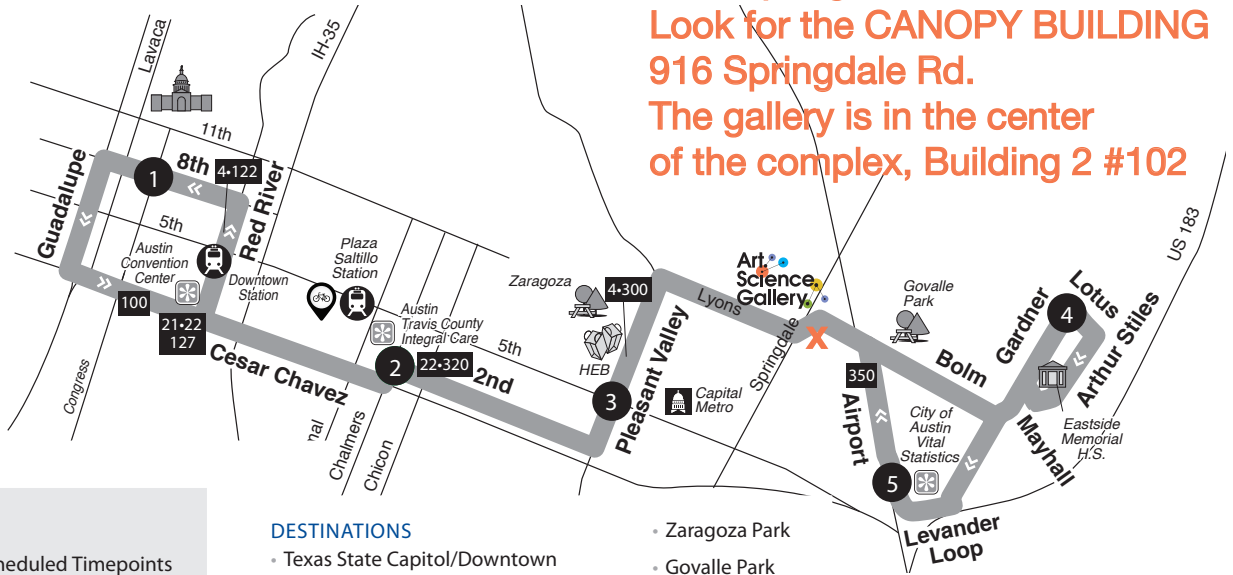 Look for the CANOPY BUILDING
916 Springdale Rd.
The gallery is in the center
of the complex, Building 2 #102
Lavaca
IH-35
11th
Guadalupe
1
8th
4•122
Red River
5th
Austin
Convention
Center
Downtown
Station
Plaza
Saltillo
Station
100
21•22
127
Congress
Cesar Chavez
Austin
Travis County
Integral Care
2
22•320
2nd
5th
Chalmers
Chicon
Zaragoza
4•300
HEB
3
Pleasant Valley
Capital
Metro
Lyons
Art.
Science
Gallery.
Springdale
X
Govalle
Park
Bolm
350
Airport
City of
Austin
Vital
Statistics
5
Levander
Loop
Gardner
Lotus
4
Arthur Stiles
US 183
Mayhall
Eastside
Memorial
H.S.
heduled Timepoints
DESTINATIONS
• Texas State Capitol/Downtown
• Zaragoza Park
• Govalle Park